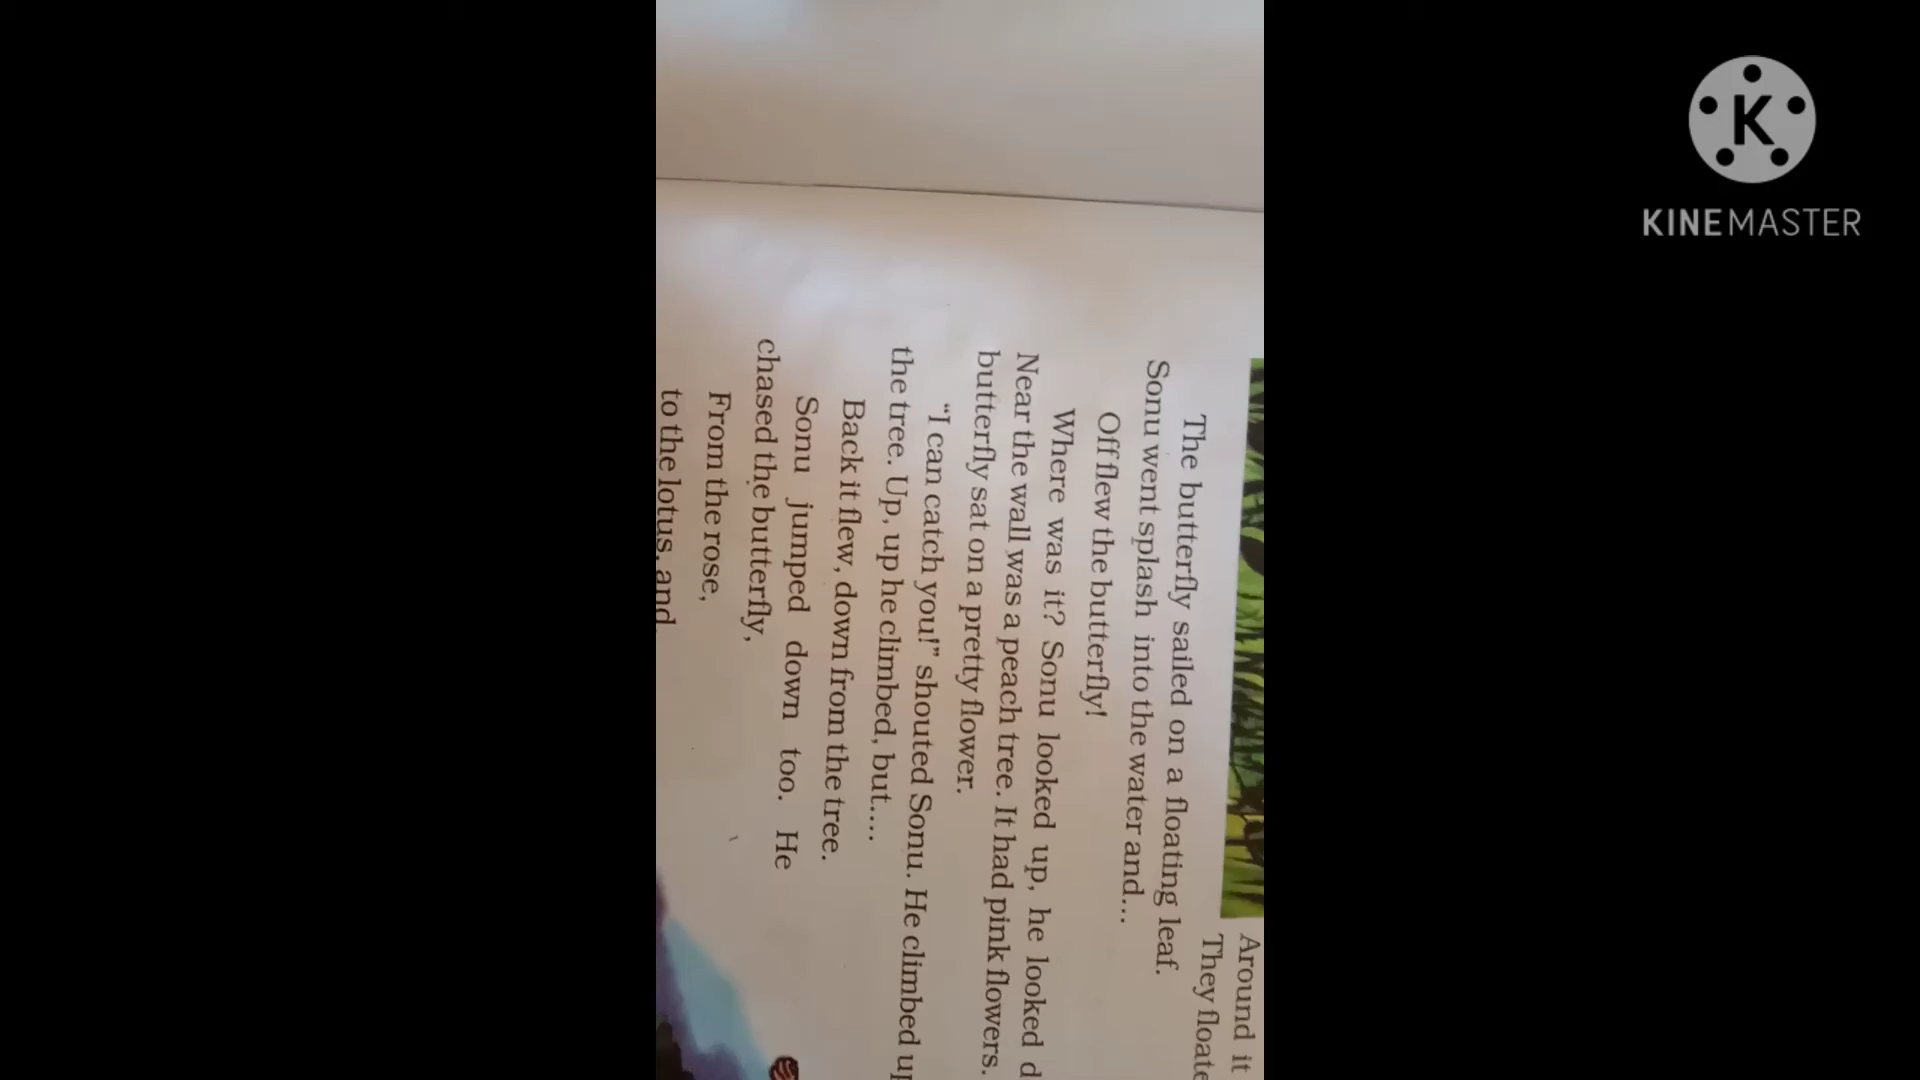 Around it
They
The butterfly sailed on a floating leaf.
Sonu went splash into the water and...
Off flew the butterfly!
Where was it? Sonu looked up, he looked
Near the wall was a peach tree. It had pink flowers.
butterfly sat on a pretty flower.
"I can catch you!" shouted Sonu. He climbed up
the tree. Up, up he climbed, but....
Back it flew, down from the tree.
Sonu jumped down too. He
chased the butterfly,
From the rose,
to the lotus, and
K
KINEMASTER